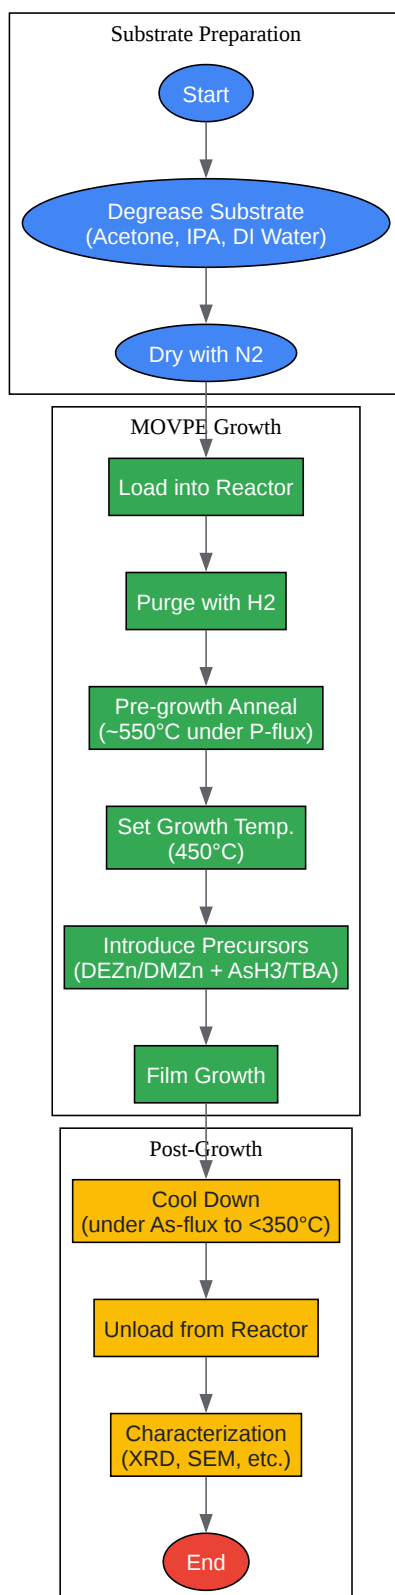 Substrate Preparation
Start
Degrease Substrate
(Acetone, IPA, DI Water)
Dry with N2
MOVPE Growth
Load into Reactor
Purge with H2
Pre-growth Anneal
(~550°C under P-flux)
Set Growth Temp.
(450°C)
Introduce Precursors
(DEZn/DMZn + AsH3/TBA)
Film Growth
Post-Growth
Cool Down
(under As-flux to <350°C)
Unload from Reactor
Characterization
(XRD, SEM, etc.)
End